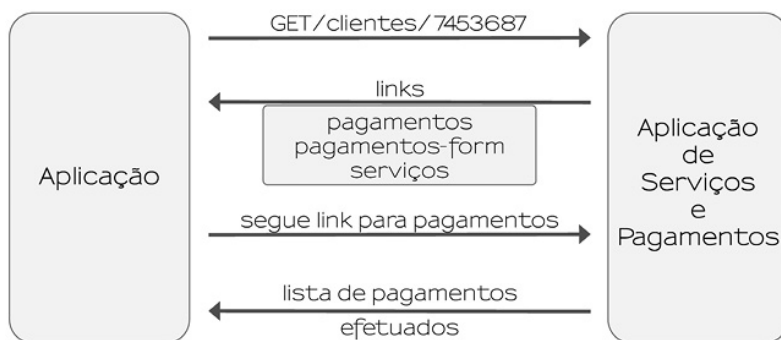 GET/clientes/7453687
links
pagamentos
pagamentos-form
serviços
Aplicação
Aplicação
de
Serviços
e
Pagamentos
segue link para pagamentos
lista de pagamentos
efetuados